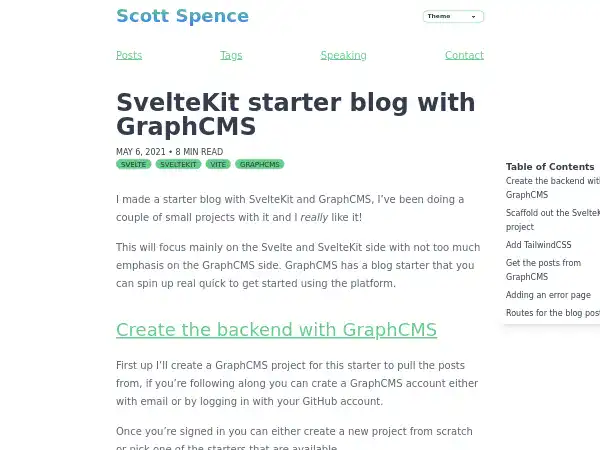 Scott Spence
Theme
Posts
Tags
Speaking
Contact
SvelteKit starter blog with
GraphCMS
MAY 6, 2021 • 8 MIN READ
SVELTE
SVELTEKIT
VITE
GRAPHCMS
I made a starter blog with SvelteKit and GraphCMS, I've been doing a
couple of small projects with it and I really like it!
This will focus mainly on the Svelte and SvelteKit side with not too much
emphasis on the GraphCMS side. GraphCMS has a blog starter that you
can spin up real quick to get started using the platform.
Create the backend with GraphCMS
First up I'll create a GraphCMS project for this starter to pull the posts
from, if you're following along you can crate a GraphCMS account either
with email or by logging in with your GitHub account.
Once you're signed in you can either create a new project from scratch
or pick one of the starters that are available.
Table of Contents
Create the backend with
GraphCMS
Scaffold out the SvelteK
project
Add TailwindCSS
Get the posts from
GraphCMS
Adding an error page
Routes for the blog post